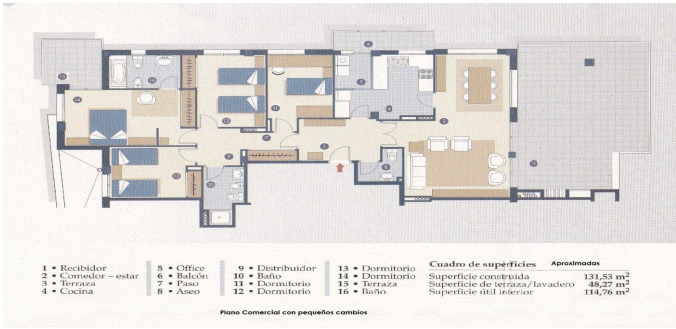 1 • Recibidor
2 • Comedor – estar
3 • Terraza
4 • Cocina
5 • Office
6 • Balcón
7 • Paso
8 • Aseo
9 • Distribuidor
10 • Baño
11 • Dormitorio
12 • Dormitorio
13 • Dormitorio
14 • Dormitorio
15 • Terraza
16 • Baño
Cuadro de superficies Aproximadas
Superficie construida 131,53 m²
Superficie de terraza/lavadero 48,27 m²
Superficie útil interior 114,76 m²
Plano Comercial con pequeños cambios